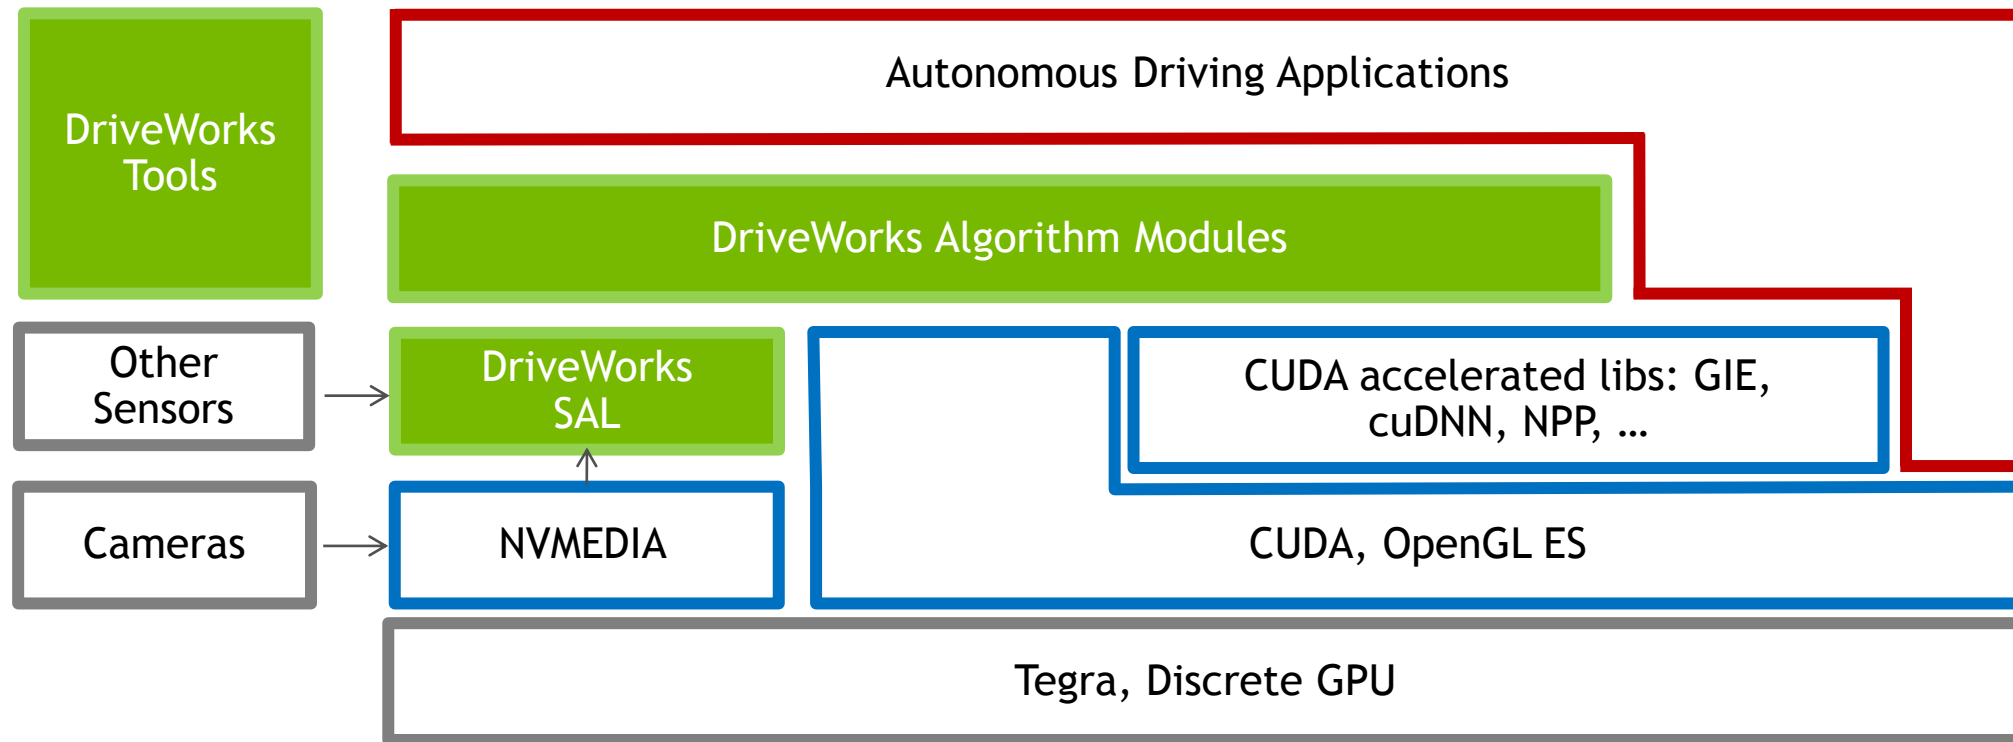 DriveWorks
Tools
Autonomous Driving Applications
DriveWorks Algorithm Modules
Other
Sensors
DriveWorks
SAL
CUDA accelerated libs: GIE,
cuDNN, NPP, …
Cameras
NVMEDIA
CUDA, OpenGL ES
Tegra, Discrete GPU